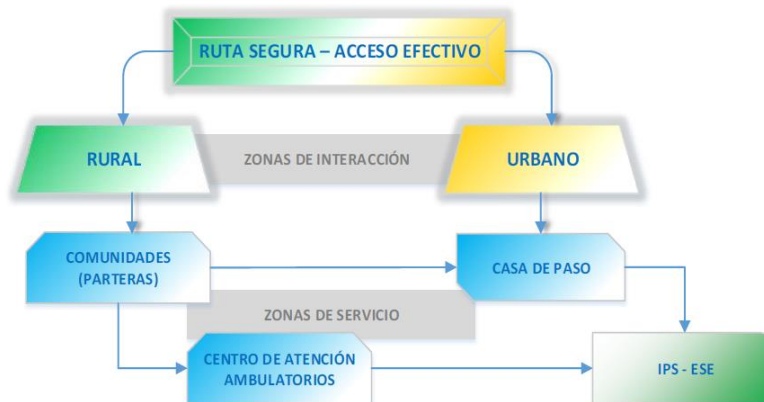 RUTA SEGURA – ACCESO EFECTIVO
RURAL
ZONAS DE INTERACCIÓN
URBANO
COMUNIDADES
(PARTERAS)
CASA DE PASO
ZONAS DE SERVICIO
CENTRO DE ATENCIÓN
AMBULATORIOS
IPS - ESE